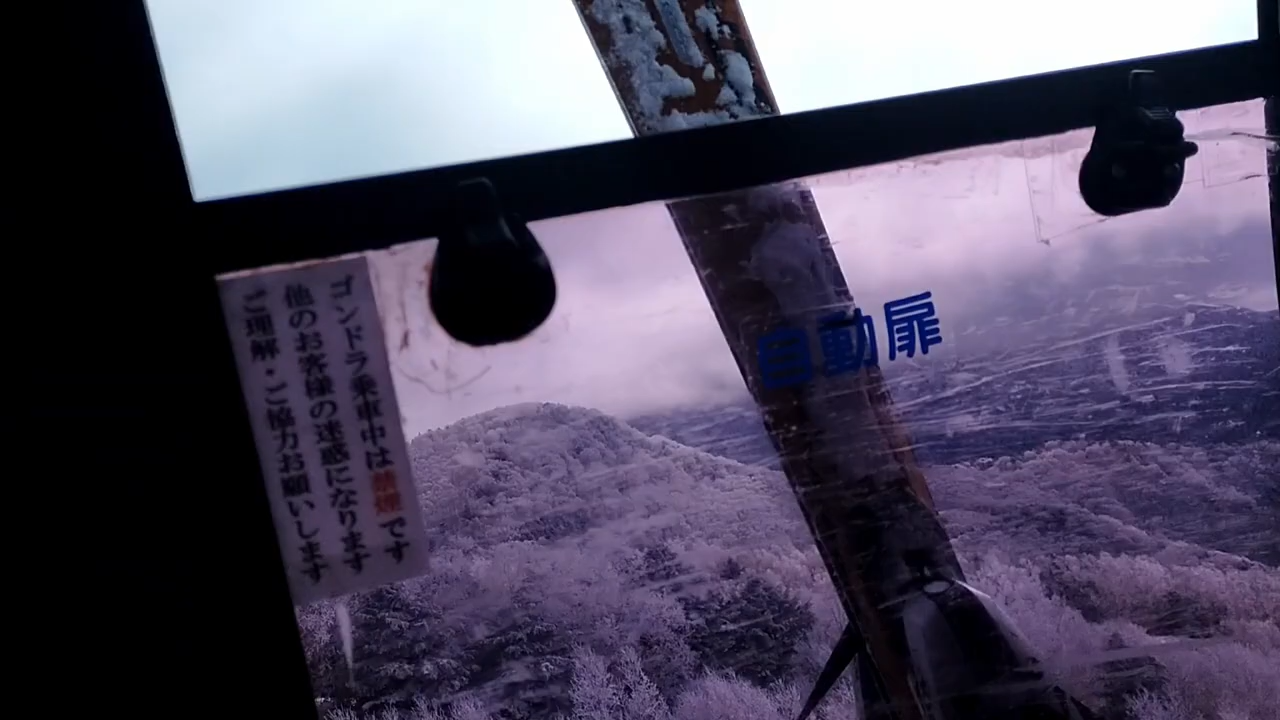 ゴンドラ乗車中は禁煙です
他のお客様の迷惑になります
ご理解・ご協力お願いします
自動扉